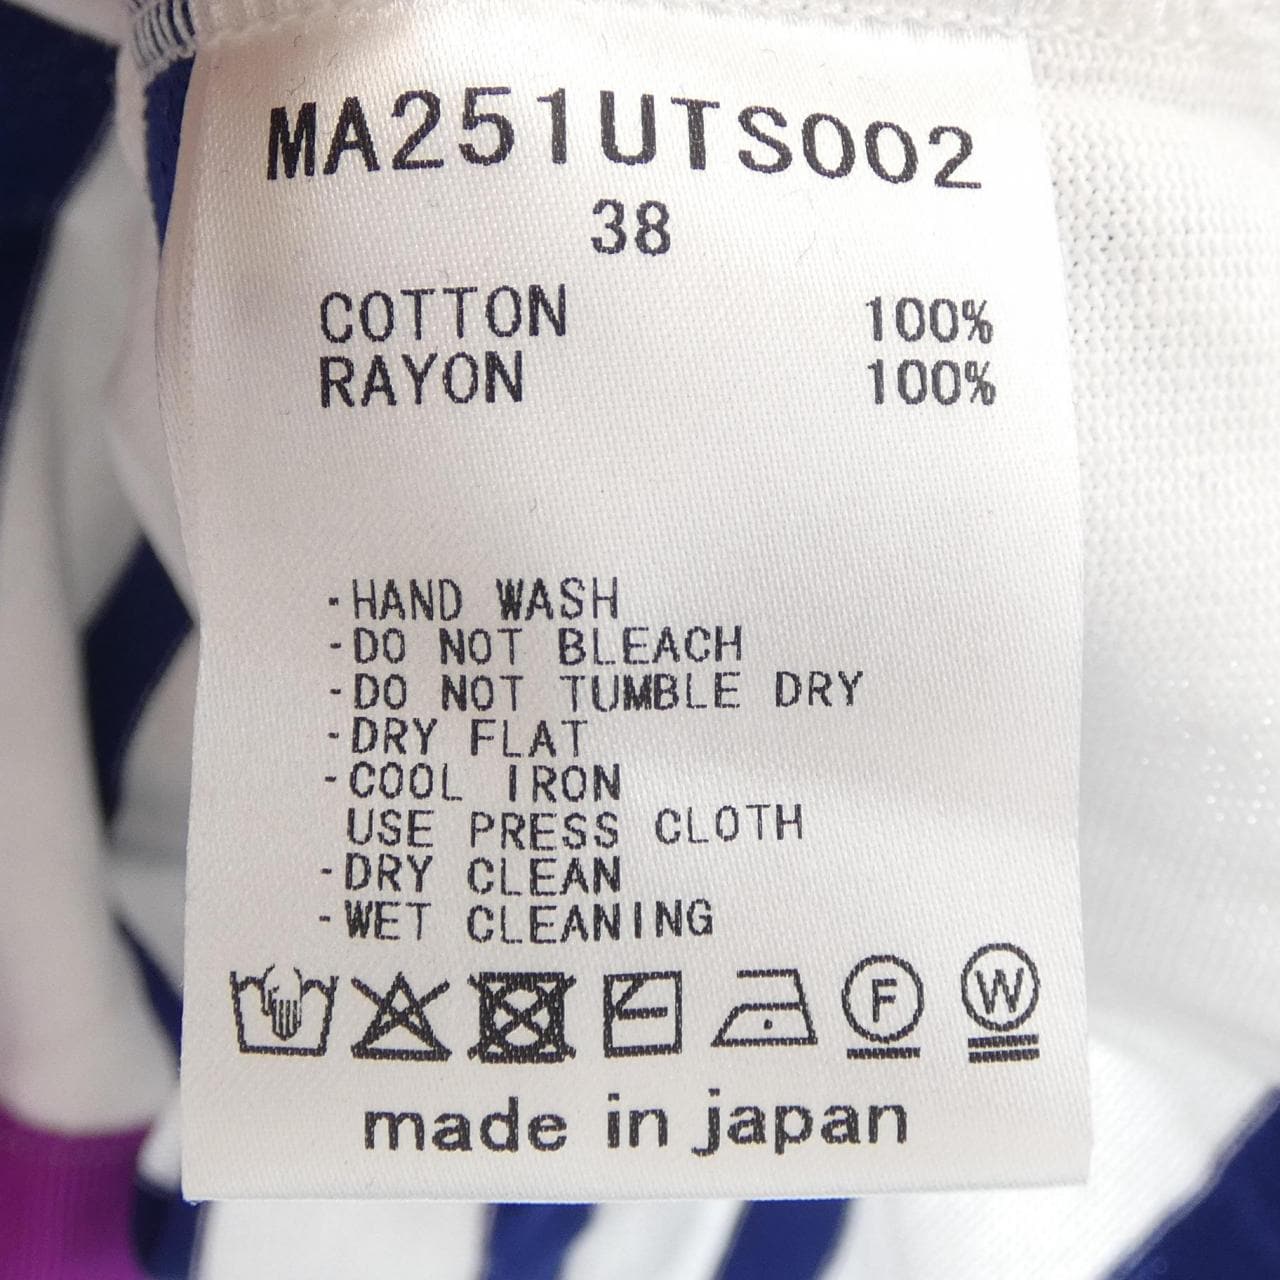 MA251UTS002
38
COTTON 100%
RAYON 100%
-HAND WASH
-DO NOT BLEACH
-DO NOT TUMBLE DRY
-DRY FLAT
-COOL IRON
USE PRESS CLOTH
-DRY CLEAN
-WET CLEANING
F W
made in japan